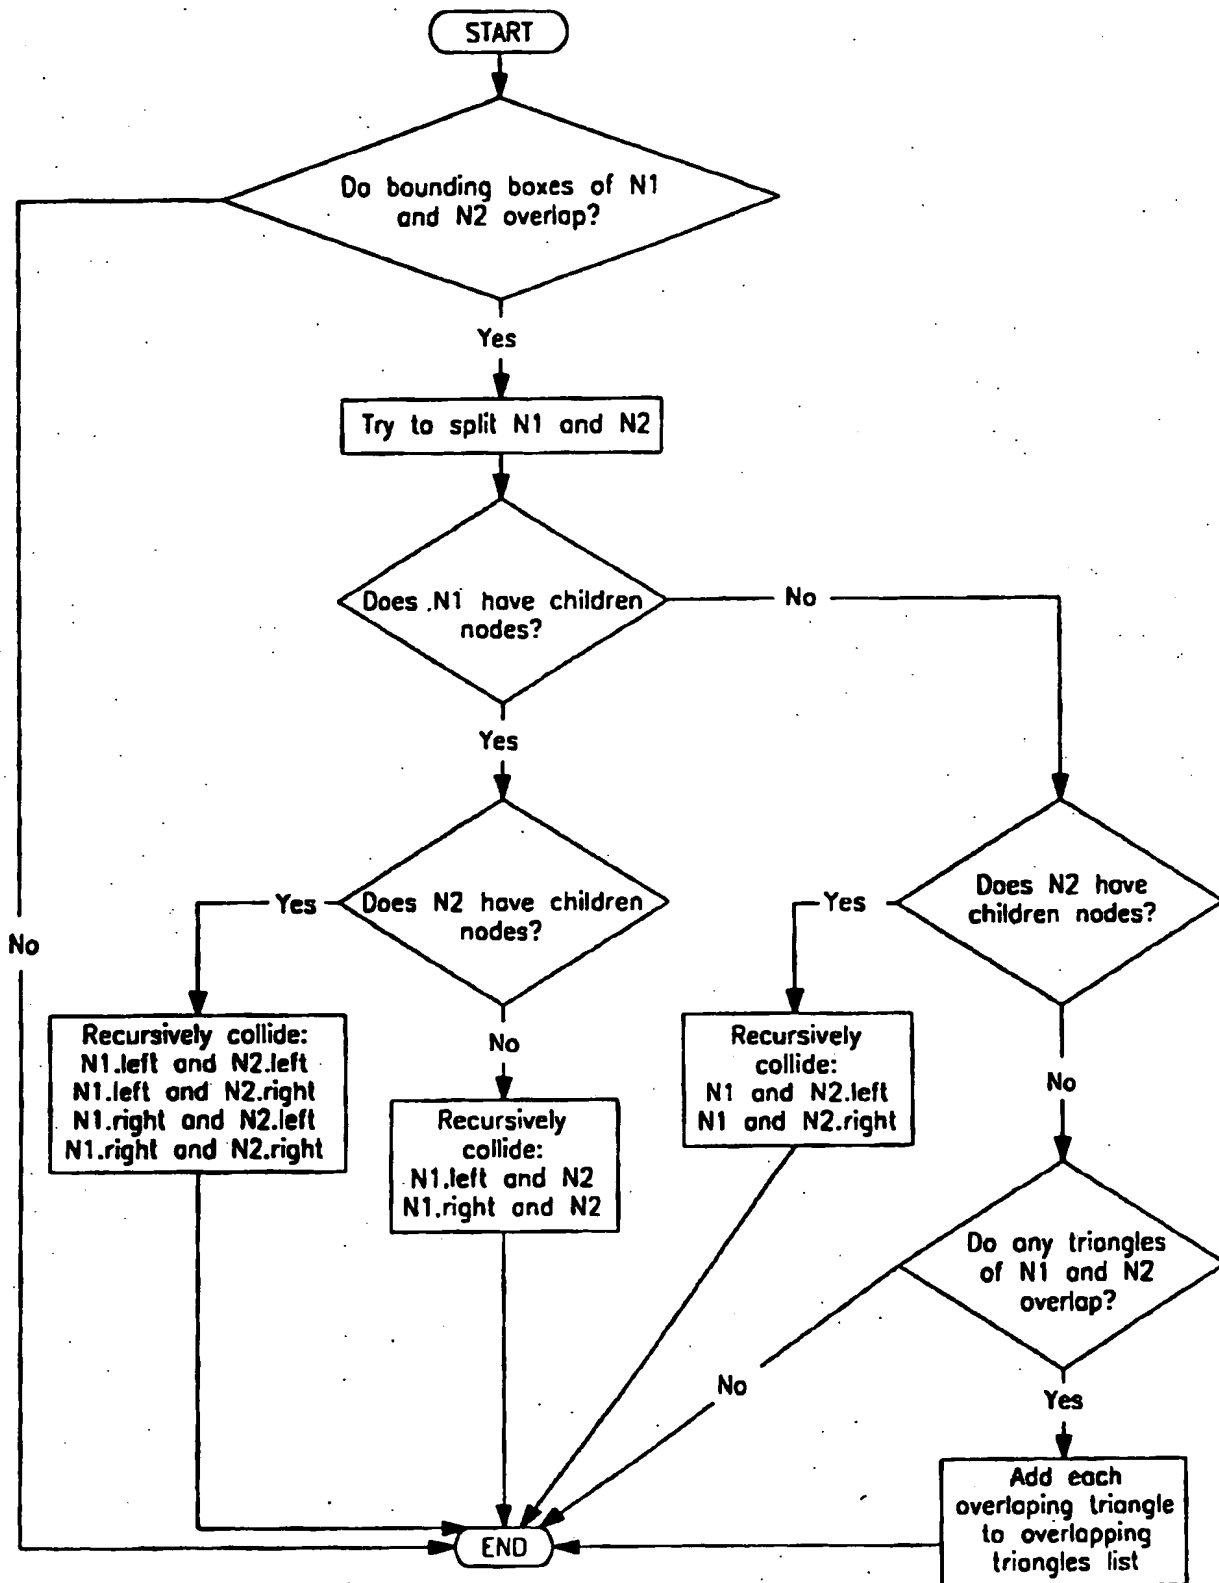 START
Do bounding boxes of N1
and N2 overlap?
No
Yes
Try to split N1 and N2
Does N1 have children
nodes?
No
Yes
Does N2 have children
nodes?
Yes
No
Does N2 have
children nodes?
Yes
No
Recursively collide:
N1.left and N2.left
N1.left and N2.right
N1.right and N2.left
N1.right and N2.right
Recursively
collide:
N1.left and N2
N1.right and N2
Recursively
collide:
N1 and N2.left
N1 and N2.right
Do any triangles
of N1 and N2
overlap?
No
Yes
Add each
overlaping triangle
to overlapping
triangles list
END